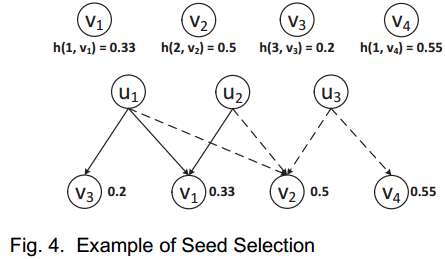 v1 v2 v3 v4
h(1, v1) = 0.33 h(2, v2) = 0.5 h(3, v3) = 0.2 h(1, v4) = 0.55
u1 u2 u3
v3 0.2 v1 0.33 v2 0.5 v4 0.55
Fig. 4. Example of Seed Selection